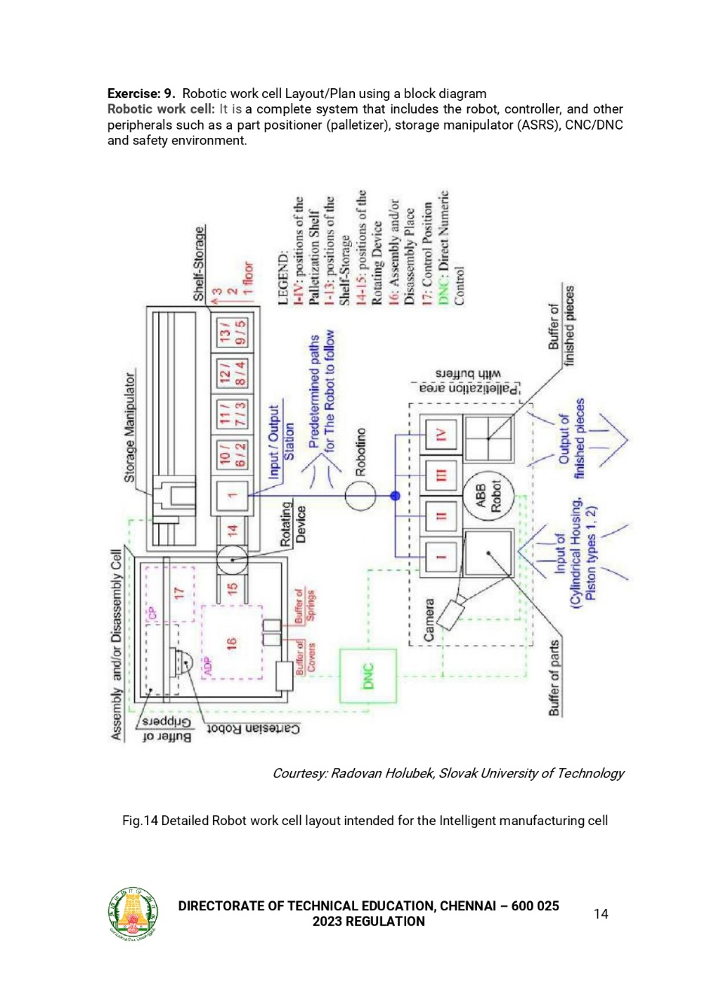 Exercise: 9. Robotic work cell Layout/Plan using a block diagram
Robotic work cell: It is a complete system that includes the robot, controller, and other
peripherals such as a part positioner (palletizer), storage manipulator (ASRS), CNC/DNC
and safety environment.
Assembly and/or Disassembly Cell
Storage Manipulator
Shelf-Storage
A 3
2
1 floor
13 /
9 / 5
12 /
8 / 4
11 /
7 / 3
10 /
6 / 2
1
14
15
16
17
CP
ADP
Input / Output
Station
Rotating
Device
Buffer of
Springs
Buffer of
Covers
Buffer of
Grippers
Cartesian Robot
LEGEND:
I-IV: positions of the
Palletization Shelf
1-13: positions of the
Shelf-Storage
14-15: positions of the
Rotating Device
16: Assembly and/or
Disassembly Place
17: Control Position
DNC: Direct Numeric
Control
Predetermined paths
for The Robot to follow
Robotino
DNC
Palletization area
with buffers
I
II
III
IV
Camera
ABB
Robot
Buffer of
finished pieces
Output of
finished pieces
Input of
(Cylindrical Housing,
Piston types 1, 2)
Buffer of parts
Courtesy: Radovan Holubek, Slovak University of Technology
Fig.14 Detailed Robot work cell layout intended for the Intelligent manufacturing cell
DIRECTORATE OF TECHNICAL EDUCATION, CHENNAI – 600 025
2023 REGULATION
14